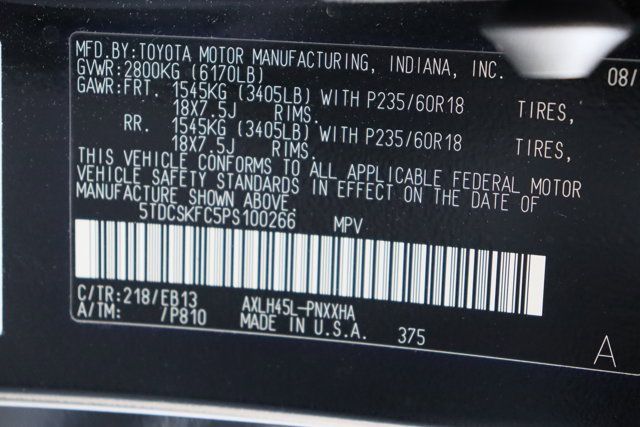 MFD.BY:TOYOTA MOTOR MANUFACTURING, INDIANA, INC. 08/
GVWR:2800KG (6170LB)
GAWR:FRT. 1545KG (3405LB) WITH P235/60R18 TIRES,
18X7.5J RIMS.
RR. 1545KG (3405LB) WITH P235/60R18 TIRES,
18X7.5J RIMS.
THIS VEHICLE CONFORMS TO ALL APPLICABLE FEDERAL MOTOR
VEHICLE SAFETY STANDARDS IN EFFECT ON THE DATE OF
MANUFACTURE SHOWN ABOVE.
5TDCSKFC5PS100266 MPV
C/TR:218/EB13 AXLH45L-PNXXHA
A/TM: /P810 MADE IN U.S.A. 375
A